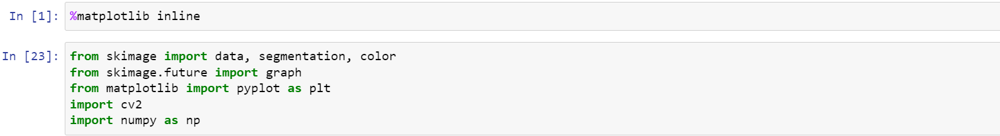 In [1]: %matplotlib inline
In [23]: from skimage import data, segmentation, color
from skimage.future import graph
from matplotlib import pyplot as plt
import cv2
import numpy as np